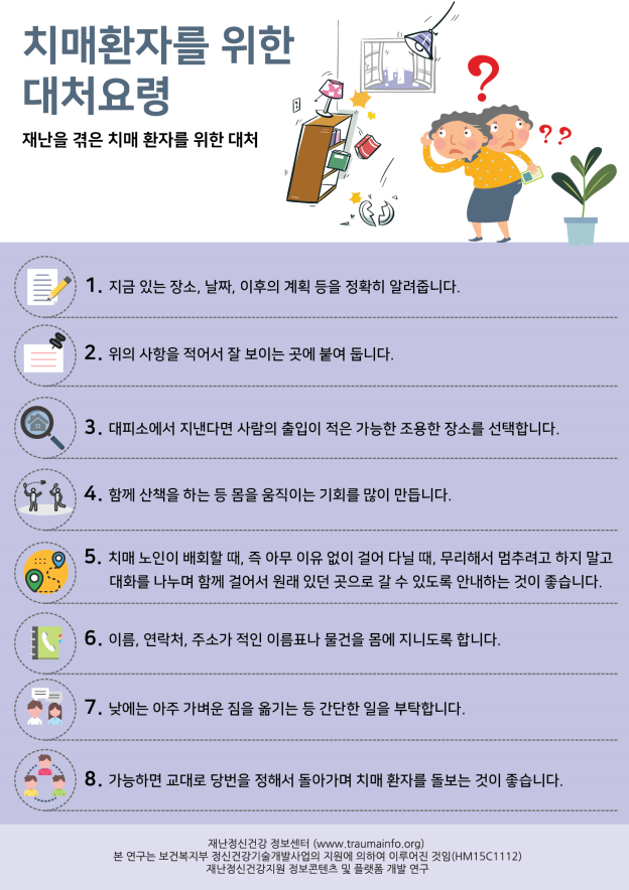 치매환자를 위한
대처요령
재난을 겪은 치매 환자를 위한 대처
? ? ?
1. 지금 있는 장소, 날짜, 이후의 계획 등을 정확히 알려줍니다.
2. 위의 사항을 적어서 잘 보이는 곳에 붙여 둡니다.
3. 대피소에서 지낸다면 사람의 출입이 적은 가능한 조용한 장소를 선택합니다.
4. 함께 산책을 하는 등 몸을 움직이는 기회를 많이 만듭니다.
5. 치매 노인이 배회할 때, 즉 아무 이유 없이 걸어 다닐 때, 무리해서 멈추려고 하지 말고
대화를 나누며 함께 걸어서 원래 있던 곳으로 갈 수 있도록 안내하는 것이 좋습니다.
6. 이름, 연락처, 주소가 적인 이름표나 물건을 몸에 지니도록 합니다.
7. 낮에는 아주 가벼운 짐을 옮기는 등 간단한 일을 부탁합니다.
8. 가능하면 교대로 당번을 정해서 돌아가며 치매 환자를 돌보는 것이 좋습니다.
재난정신건강 정보센터 (www.traumainfo.org)
본 연구는 보건복지부 정신건강기술개발사업의 지원에 의하여 이루어진 것임(HM15C1112)
재난정신건강지원 정보콘텐츠 및 플랫폼 개발 연구